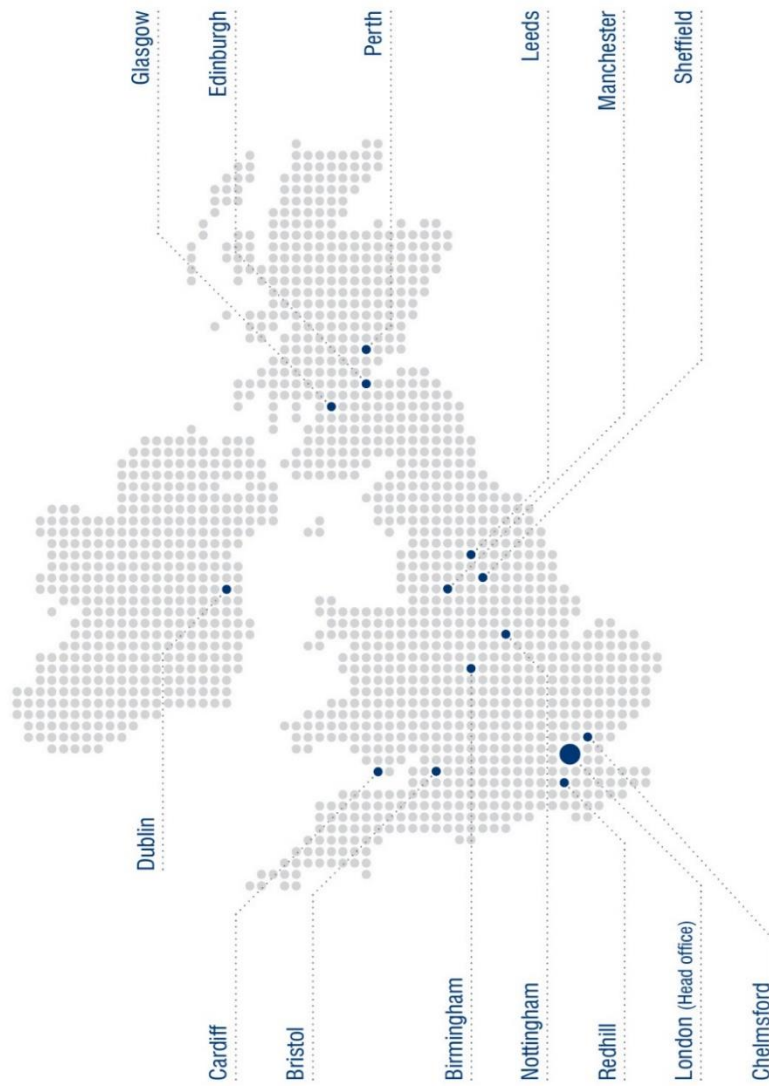 Glasgow
Edinburgh
Perth
Leeds
Manchester
Sheffield
Dublin
Cardiff
Bristol
Birmingham
Nottingham
Redhill
London (Head office)
Chelmsford